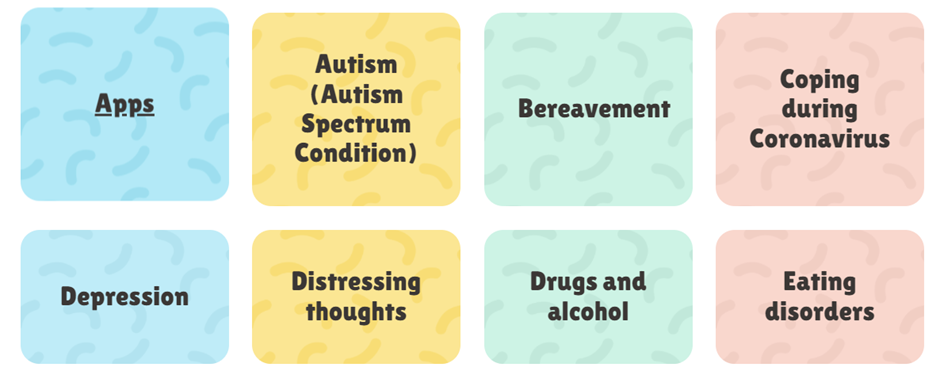 Apps
Autism
(Autism
Spectrum
Condition)
Bereavement
Coping
during
Coronavirus
Depression
Distressing
thoughts
Drugs and
alcohol
Eating
disorders